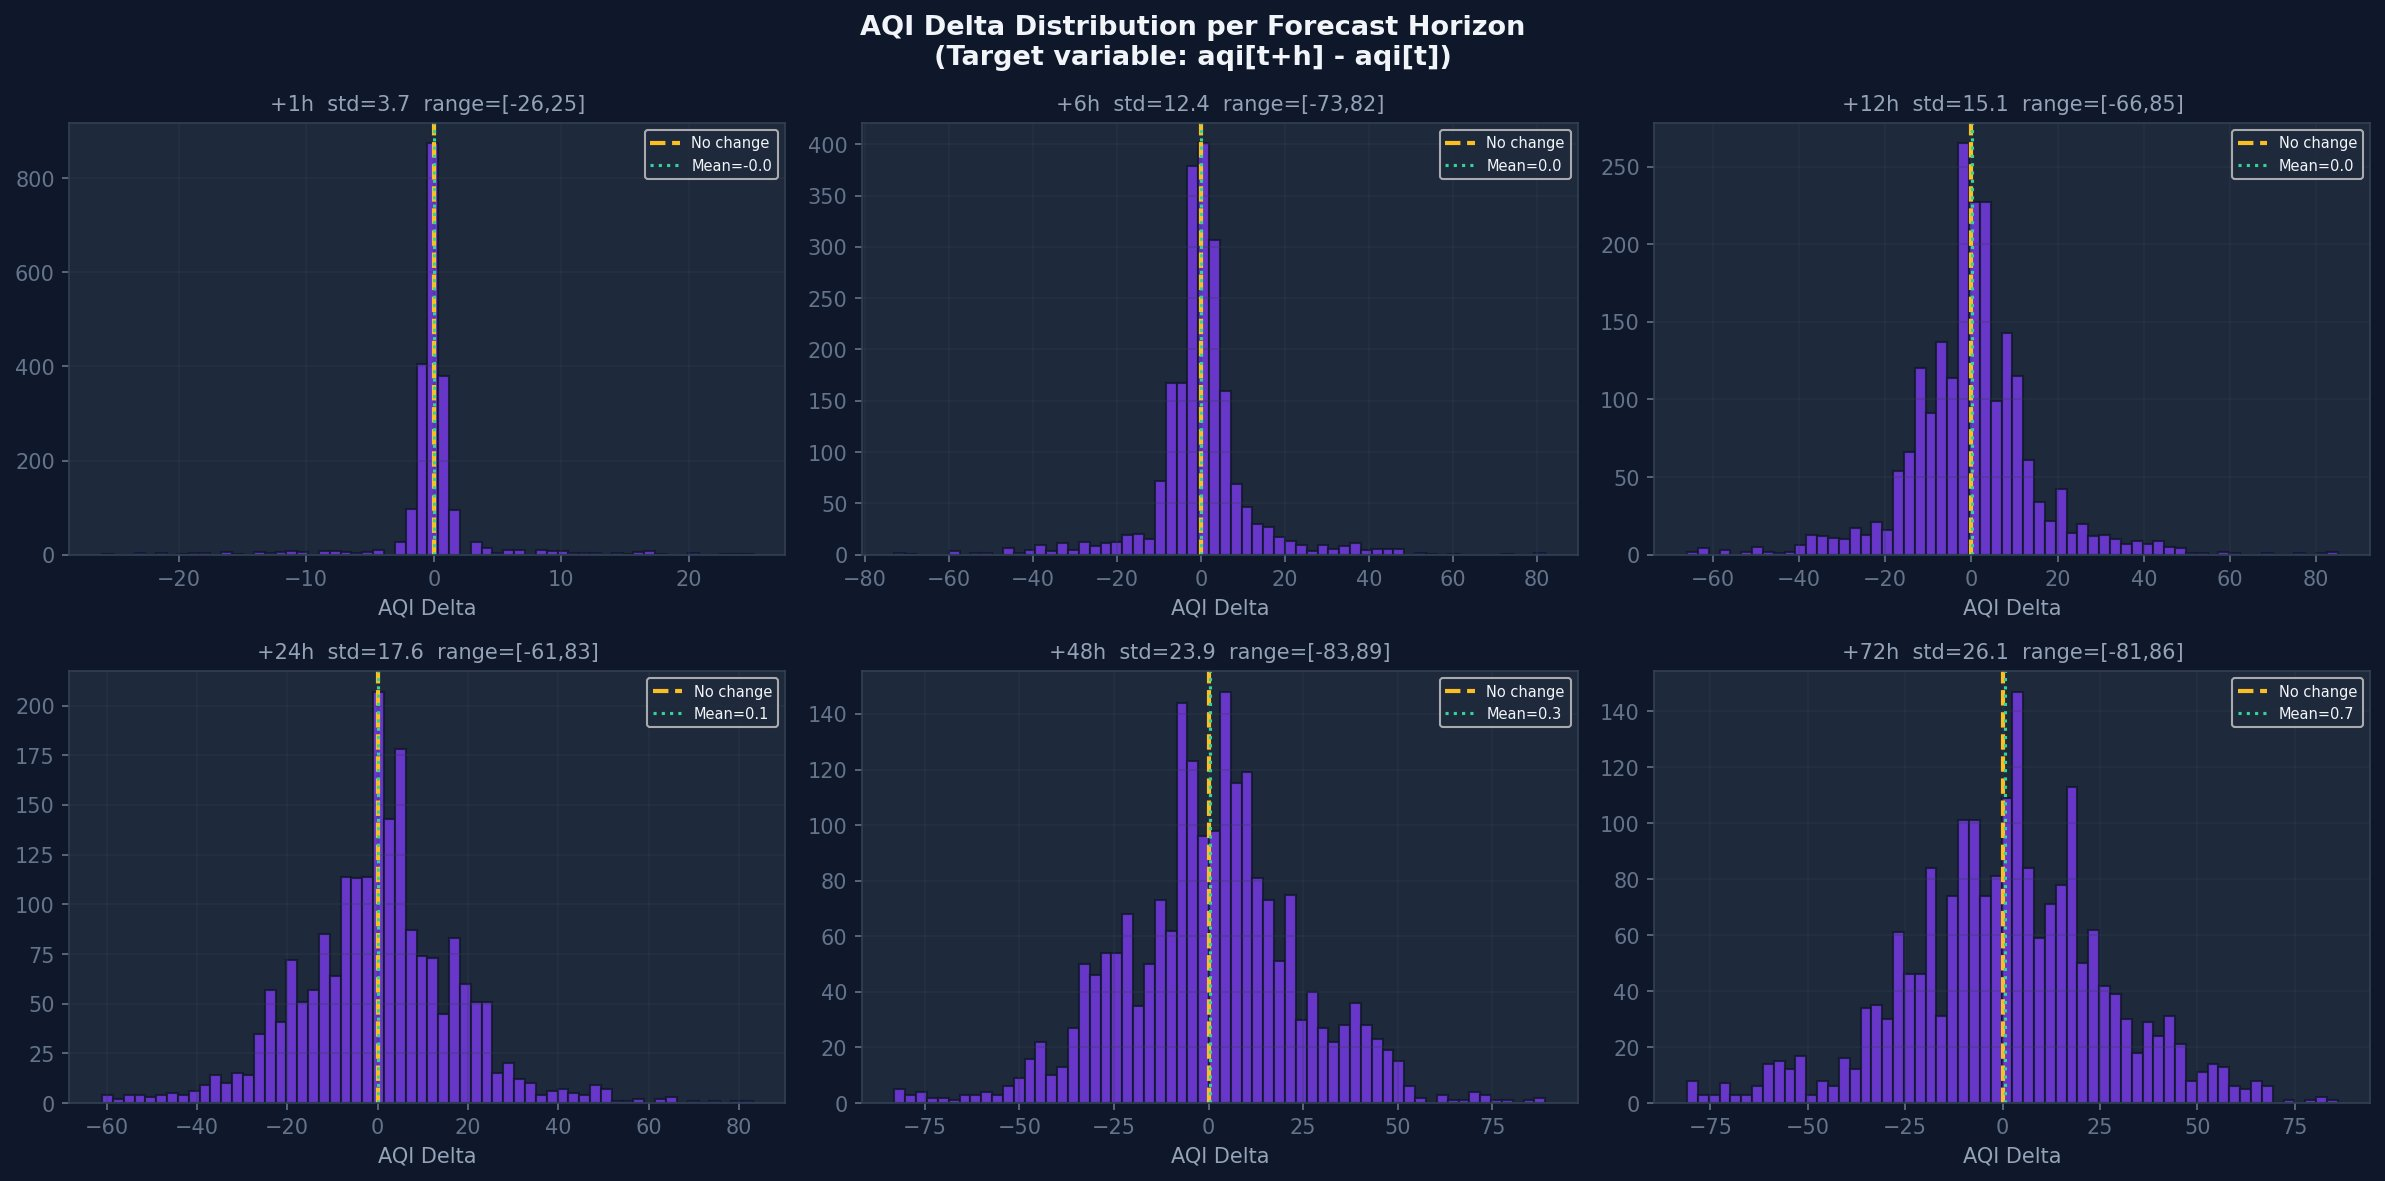 AQI Delta Distribution per Forecast Horizon
(Target variable: aqi[t+h] - aqi[t])
+1h  std=3.7  range=[-26,25]
No change
Mean=-0.0
800
600
400
200
0
−20 −10 0 10 20
AQI Delta
+6h  std=12.4  range=[-73,82]
No change
Mean=0.0
400
350
300
250
200
150
100
50
0
−80 −60 −40 −20 0 20 40 60 80
AQI Delta
+12h  std=15.1  range=[-66,85]
No change
Mean=0.0
250
200
150
100
50
0
−60 −40 −20 0 20 40 60 80
AQI Delta
+24h  std=17.6  range=[-61,83]
No change
Mean=0.1
200
175
150
125
100
75
50
25
0
−60 −40 −20 0 20 40 60 80
AQI Delta
+48h  std=23.9  range=[-83,89]
No change
Mean=0.3
140
120
100
80
60
40
20
0
−75 −50 −25 0 25 50 75
AQI Delta
+72h  std=26.1  range=[-81,86]
No change
Mean=0.7
140
120
100
80
60
40
20
0
−75 −50 −25 0 25 50 75
AQI Delta